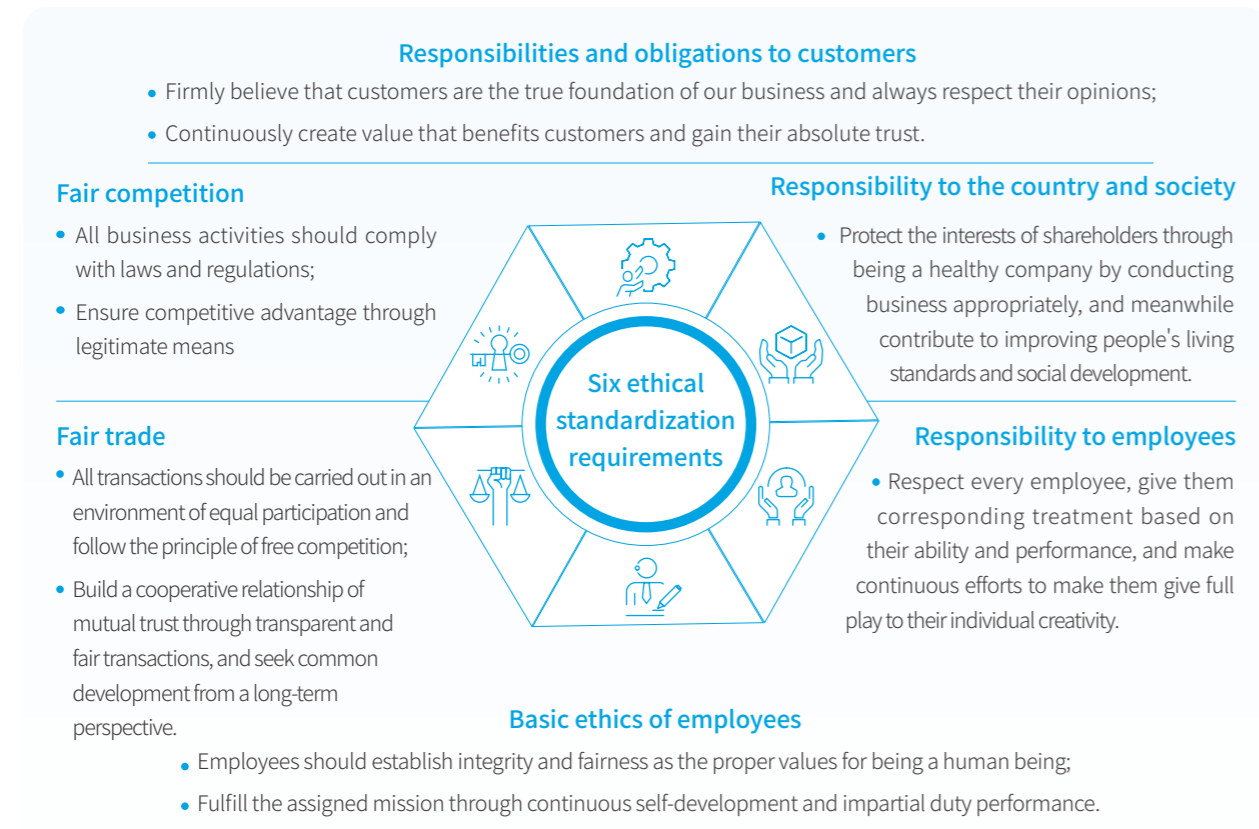 Responsibilities and obligations to customers
• Firmly believe that customers are the true foundation of our business and always respect their opinions;
• Continuously create value that benefits customers and gain their absolute trust.
Fair competition
• All business activities should comply
with laws and regulations;
• Ensure competitive advantage through
legitimate means
Responsibility to the country and society
• Protect the interests of shareholders through
being a healthy company by conducting
business appropriately, and meanwhile
contribute to improving people's living
standards and social development.
Six ethical
standardization
requirements
Fair trade
• All transactions should be carried out in an
environment of equal participation and
follow the principle of free competition;
• Build a cooperative relationship of
mutual trust through transparent and
fair transactions, and seek common
development from a long-term
perspective.
Responsibility to employees
• Respect every employee, give them
corresponding treatment based on
their ability and performance, and make
continuous efforts to make them give full
play to their individual creativity.
Basic ethics of employees
• Employees should establish integrity and fairness as the proper values for being a human being;
• Fulfill the assigned mission through continuous self-development and impartial duty performance.